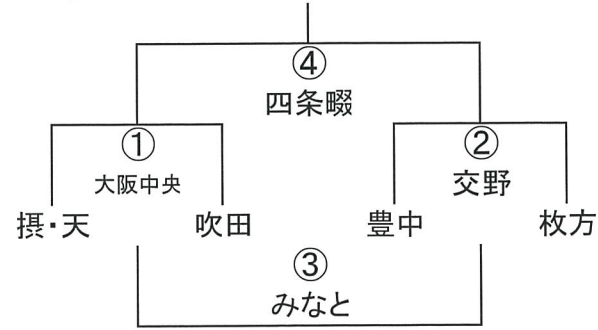 ④
四条畷
①
大阪中央
②
交野
摂・天
吹田
豊中
枚方
③
みなと